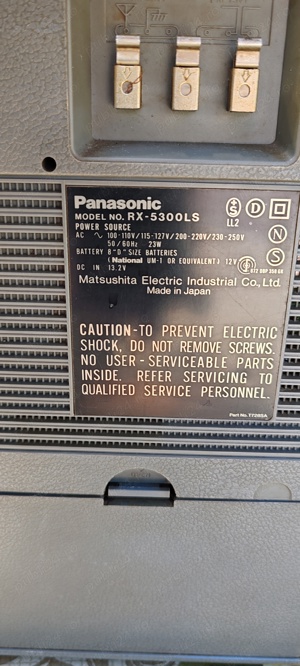 Panasonic
MODEL NO. RX-5300LS
POWER SOURCE
AC ~ 100-110V/115-127V/200-220V/230-250V
50/60Hz 23W
BATTERY 8"D" SIZE BATTERIES
(National UM-1 OR EQUIVALENT) 12V
DC IN 13.2V
S
LL2
D
N
S
Matsushita Electric Industrial Co., Ltd.
Made in Japan
CAUTION-TO PREVENT ELECTRIC
SHOCK, DO NOT REMOVE SCREWS.
NO USER-SERVICEABLE PARTS
INSIDE. REFER SERVICING TO
QUALIFIED SERVICE PERSONNEL.
Part No.